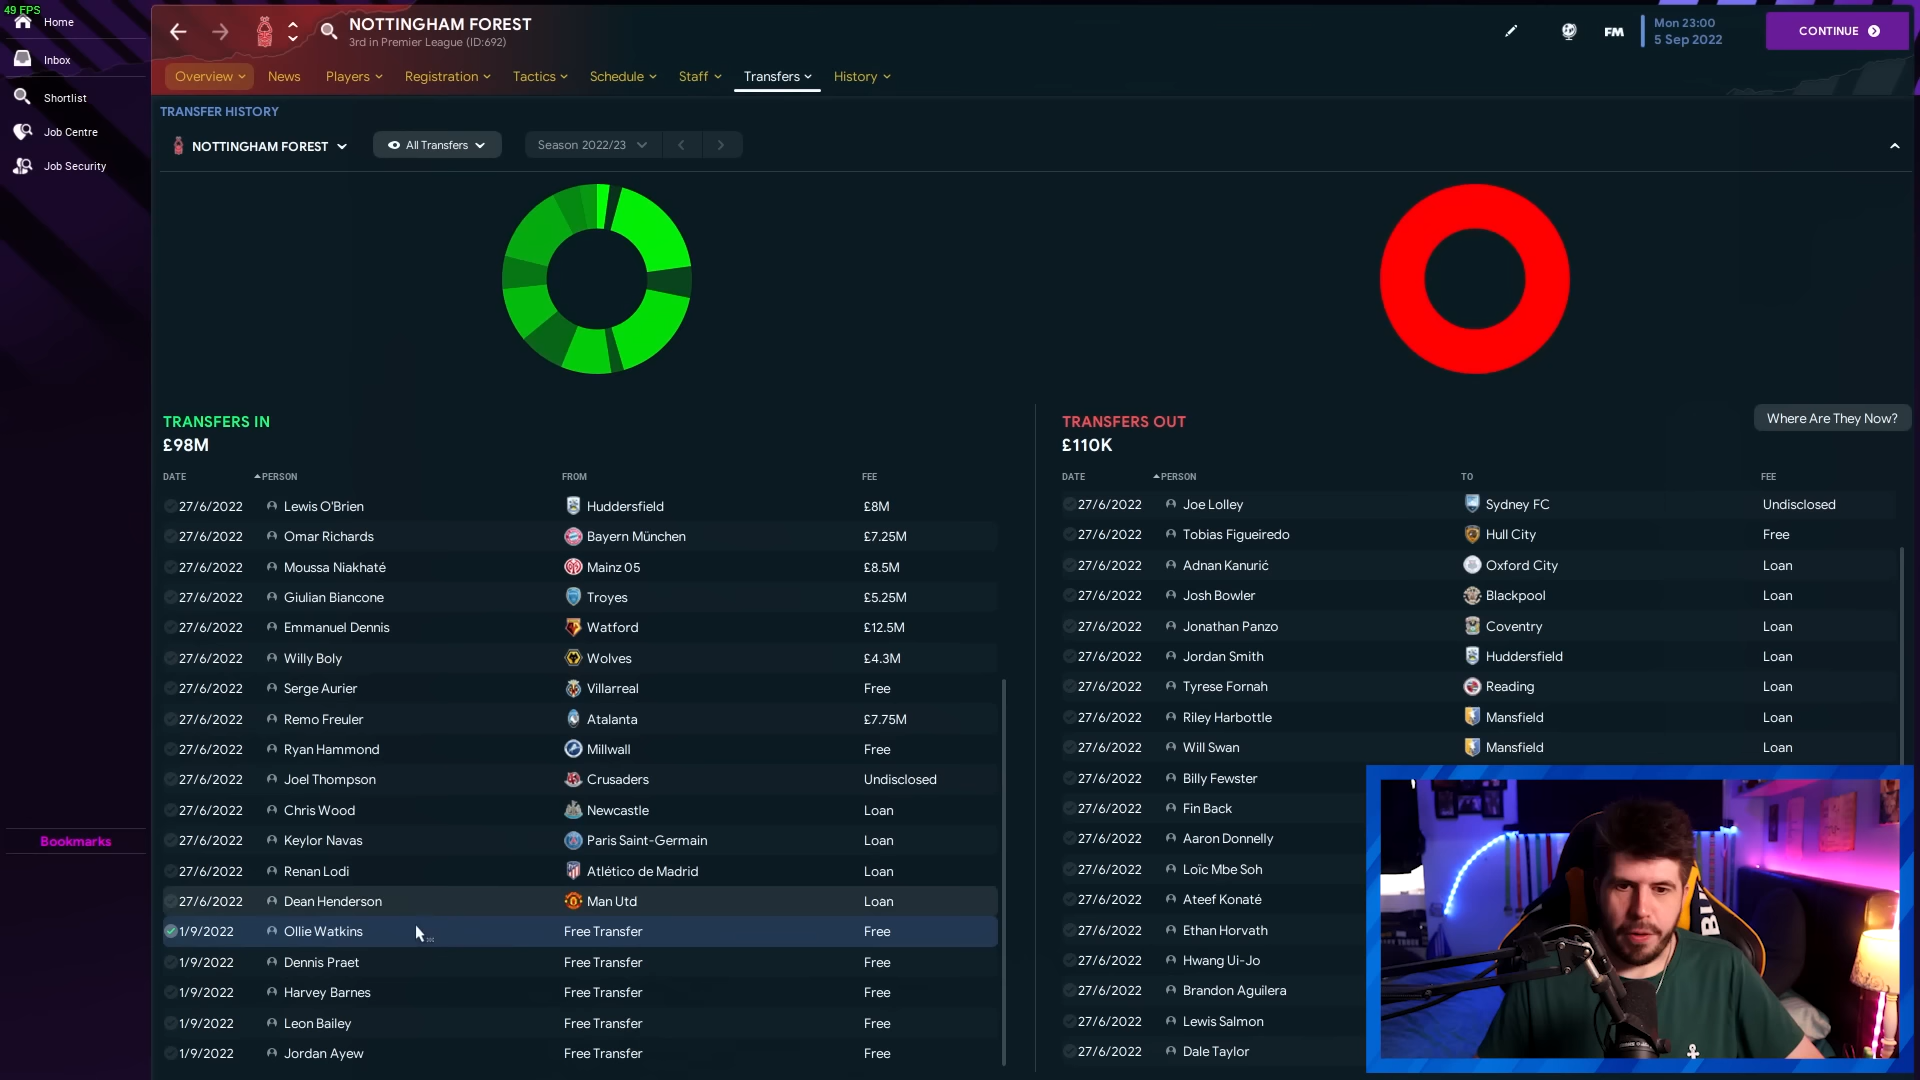 49 FPS
Home
Inbox
Shortlist
Job Centre
Job Security
Bookmarks
NOTTINGHAM FOREST
3rd in Premier League (ID:692)
FM
Mon 23:00
5 Sep 2022
CONTINUE
Overview News Players Registration Tactics Schedule Staff Transfers History
TRANSFER HISTORY
NOTTINGHAM FOREST All Transfers Season 2022/23
TRANSFERS IN
£98M
DATE PERSON FROM FEE
27/6/2022 Lewis O'Brien Huddersfield £8M
27/6/2022 Omar Richards Bayern München £7.25M
27/6/2022 Moussa Niakhaté Mainz 05 £8.5M
27/6/2022 Giulian Biancone Troyes £5.25M
27/6/2022 Emmanuel Dennis Watford £12.5M
27/6/2022 Willy Boly Wolves £4.3M
27/6/2022 Serge Aurier Villarreal Free
27/6/2022 Remo Freuler Atalanta £7.75M
27/6/2022 Ryan Hammond Millwall Free
27/6/2022 Joel Thompson Crusaders Undisclosed
27/6/2022 Chris Wood Newcastle Loan
27/6/2022 Keylor Navas Paris Saint-Germain Loan
27/6/2022 Renan Lodi Atlético de Madrid Loan
27/6/2022 Dean Henderson Man Utd Loan
1/9/2022 Ollie Watkins Free Transfer Free
1/9/2022 Dennis Praet Free Transfer Free
1/9/2022 Harvey Barnes Free Transfer Free
1/9/2022 Leon Bailey Free Transfer Free
1/9/2022 Jordan Ayew Free Transfer Free
TRANSFERS OUT
£110K
Where Are They Now?
DATE PERSON TO FEE
27/6/2022 Joe Lolley Sydney FC Undisclosed
27/6/2022 Tobias Figueiredo Hull City Free
27/6/2022 Adnan Kanurić Oxford City Loan
27/6/2022 Josh Bowler Blackpool Loan
27/6/2022 Jonathan Panzo Coventry Loan
27/6/2022 Jordan Smith Huddersfield Loan
27/6/2022 Tyrese Fornah Reading Loan
27/6/2022 Riley Harbottle Mansfield Loan
27/6/2022 Will Swan Mansfield Loan
27/6/2022 Billy Fewster
27/6/2022 Fin Back
27/6/2022 Aaron Donnelly
27/6/2022 Loïc Mbe Soh
27/6/2022 Ateef Konaté
27/6/2022 Ethan Horvath
27/6/2022 Hwang Ui-Jo
27/6/2022 Brandon Aguilera
27/6/2022 Lewis Salmon
27/6/2022 Dale Taylor